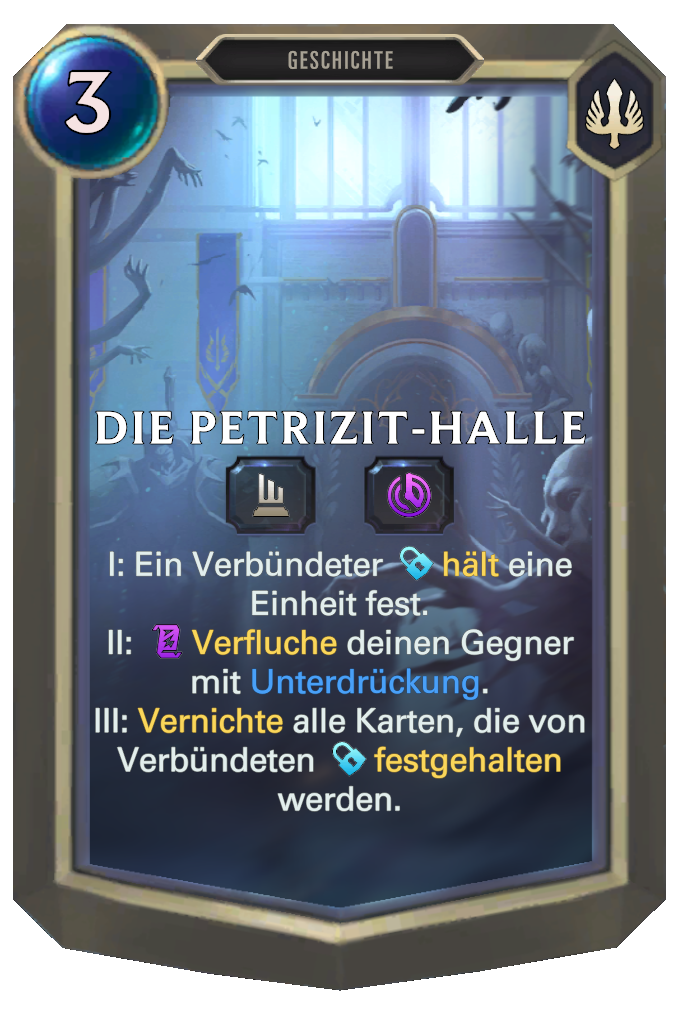 GESCHICHTE
3
DIE PETRIZIT-HALLE
I: Ein Verbündeter hält eine
Einheit fest.
II: Verfluche deinen Gegner
mit Unterdrückung.
III: Vernichte alle Karten, die von
Verbündeten festgehalten
werden.